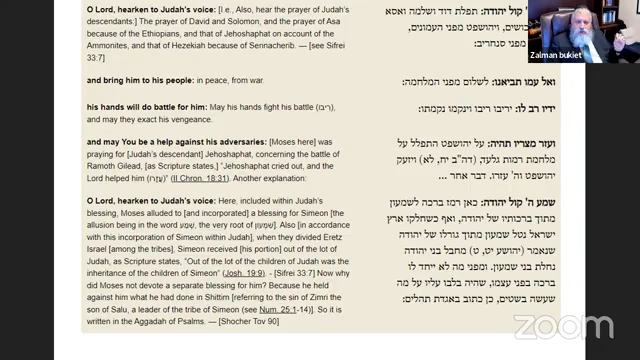 O Lord, hearken to Judah's voice: [I.e., Also, hear the prayer of Judah's
descendants:] The prayer of David and Solomon, and the prayer of Asa
because of the Ethiopians, and that of Jehoshaphat on account of the
Ammonites, and that of Hezekiah because of Sennacherib. — [see Sifrei
33:7]
and bring him to his people: in peace, from war.
his hands will do battle for him: May his hands fight his battle (רִיבוֹ),
and may they exact his vengeance.
and may You be a help against his adversaries: [Moses here] was
praying for [Judah's descendant] Jehoshaphat, concerning the battle of
Ramoth Gilead, [as Scripture states,] "Jehoshaphat cried out, and the
Lord helped him (עֲזָרוֹ)" (II Chron. 18:31). Another explanation:
O Lord, hearken to Judah's voice: Here, included within Judah's
blessing, Moses alluded to [and incorporated] a blessing for Simeon [the
allusion being in the word שְׁמַע, the very root of שִׁמְעוֹן]. Also [in accordance
with this incorporation of Simeon within Judah], when they divided Eretz
Israel [among the tribes], Simeon received [his portion] out of the lot of
Judah, as Scripture states, "Out of the lot of the children of Judah was the
inheritance of the children of Simeon" (Josh. 19:9). - [Sifrei 33:7] Now why
did Moses not devote a separate blessing for him? Because he held
against him what he had done in Shittim [referring to the sin of Zimri the
son of Salu, a leader of the tribe of Simeon (see Num. 25:1-14)]. So it is
written in the Aggadah of Psalms. — [Shocher Tov 90]
קול יהודה: תפלת דוד ושלמה ואסא
כושיים, ויהושפט מפני העמונים,
מפני סנחריב:
ואל עמו תביאנו: לשלום מפני המלחמה:
ידיו רב לו: יריבו ריבו וינקמו נקמתו:
ועזר מצריו תהיה: על יהושפט התפלל על
מלחמת רמות גלעד, (דה"ב יח, לא) ויזעק
יהושפט וה' עזרו. דבר אחר ...
שמע ה' קול יהודה: כאן רמז ברכה לשמעון
מתוך ברכותיו של יהודה, ואף כשחלקו ארץ
ישראל נטל שמעון מתוך גורלו של יהודה
שנאמר (יהושע יט, ט) מחבל בני יהודה
נחלת בני שמעון. ומפני מה לא ייחד לו
ברכה בפני עצמו, שהיה בלבו עליו על מה
שעשה בשטים, כן כתוב באגדת תהלים:
Zalman bukiet
zoom